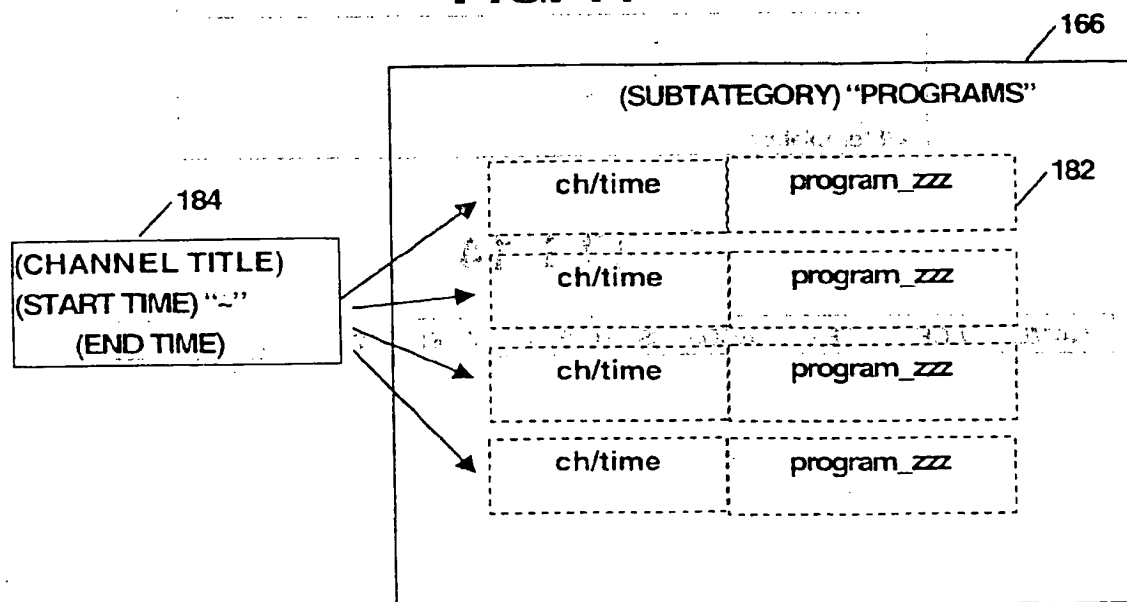 166
(SUBTATEGORY) "PROGRAMS"
ch/time program_zzz
182
184
(CHANNEL TITLE)
(START TIME) "~"
(END TIME)
ch/time program_zzz
ch/time program_zzz
ch/time program_zzz